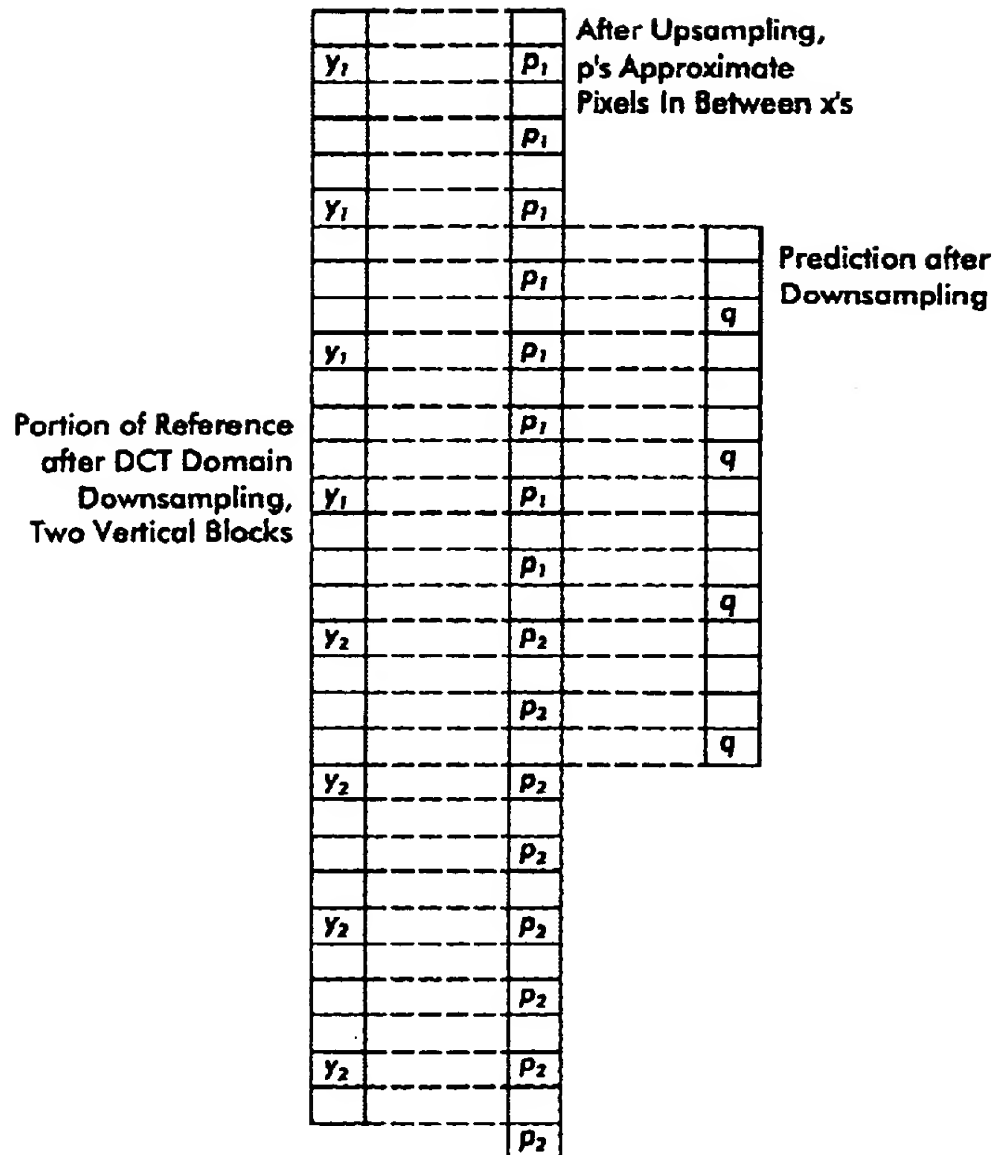 After Upsampling,
p's Approximate
Pixels In Between x's
y₁ p₁
p₁
y₁ p₁
p₁
Prediction after
Downsampling
q
y₁ p₁
p₁
q
Portion of Reference
after DCT Domain
Downsampling,
Two Vertical Blocks
y₁ p₁
p₁
q
y₂ p₂
p₂
q
y₂ p₂
p₂
y₂ p₂
p₂
y₂ p₂
p₂